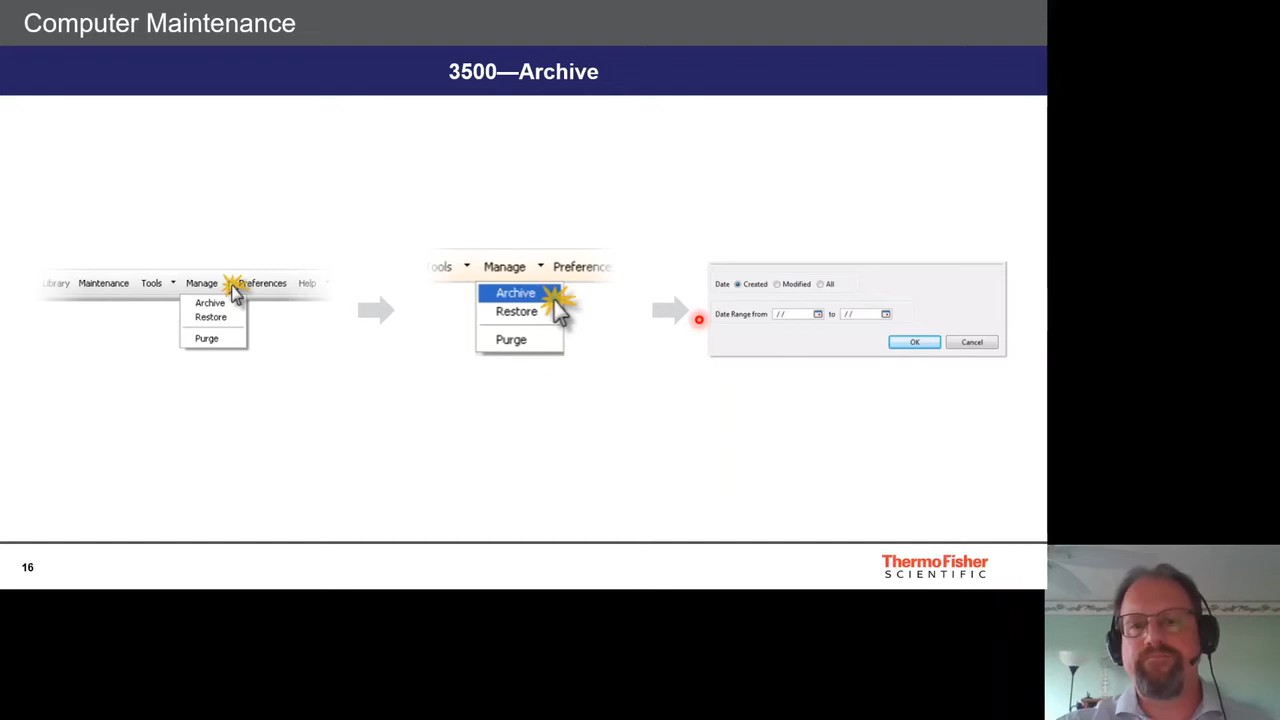 Computer Maintenance
3500—Archive
Library Maintenance Tools Manage Preferences Help
Archive
Restore
Purge
ools Manage Preference
Archive
Restore
Purge
Date Created Modified All
Date Range from / / to / /
OK Cancel
16
ThermoFisher
SCIENTIFIC